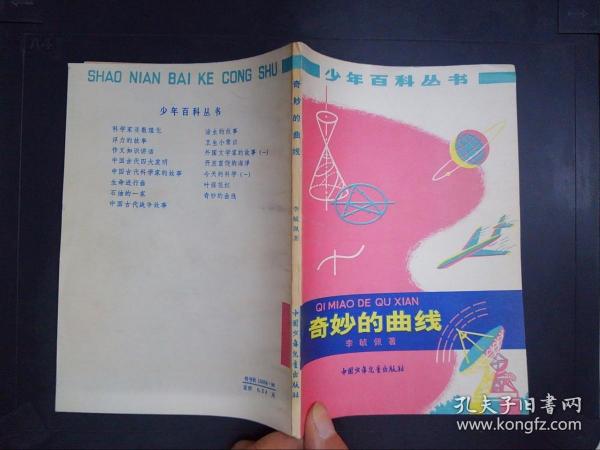 SHAO NIAN BAI KE CONG SHU
少年百科丛书
科学家谈数理化
浮力的故事
作文知识讲话
中国古代四大发明
中国古代科学家的故事
生命进行曲
石油的一家
中国古代战争故事
治虫的故事
卫生小常识
外国文学家的故事(一)
开发蓝色的海洋
今天的科学(一)
叶绿花红
奇妙的曲线
奇妙的曲线
李毓佩著
中国少年儿童出版社
少年百科丛书
QI MIAO DE QU XIAN
奇妙的曲线
李毓佩 著
中国少年儿童出版社
孔夫子旧书网
www.kongfz.com